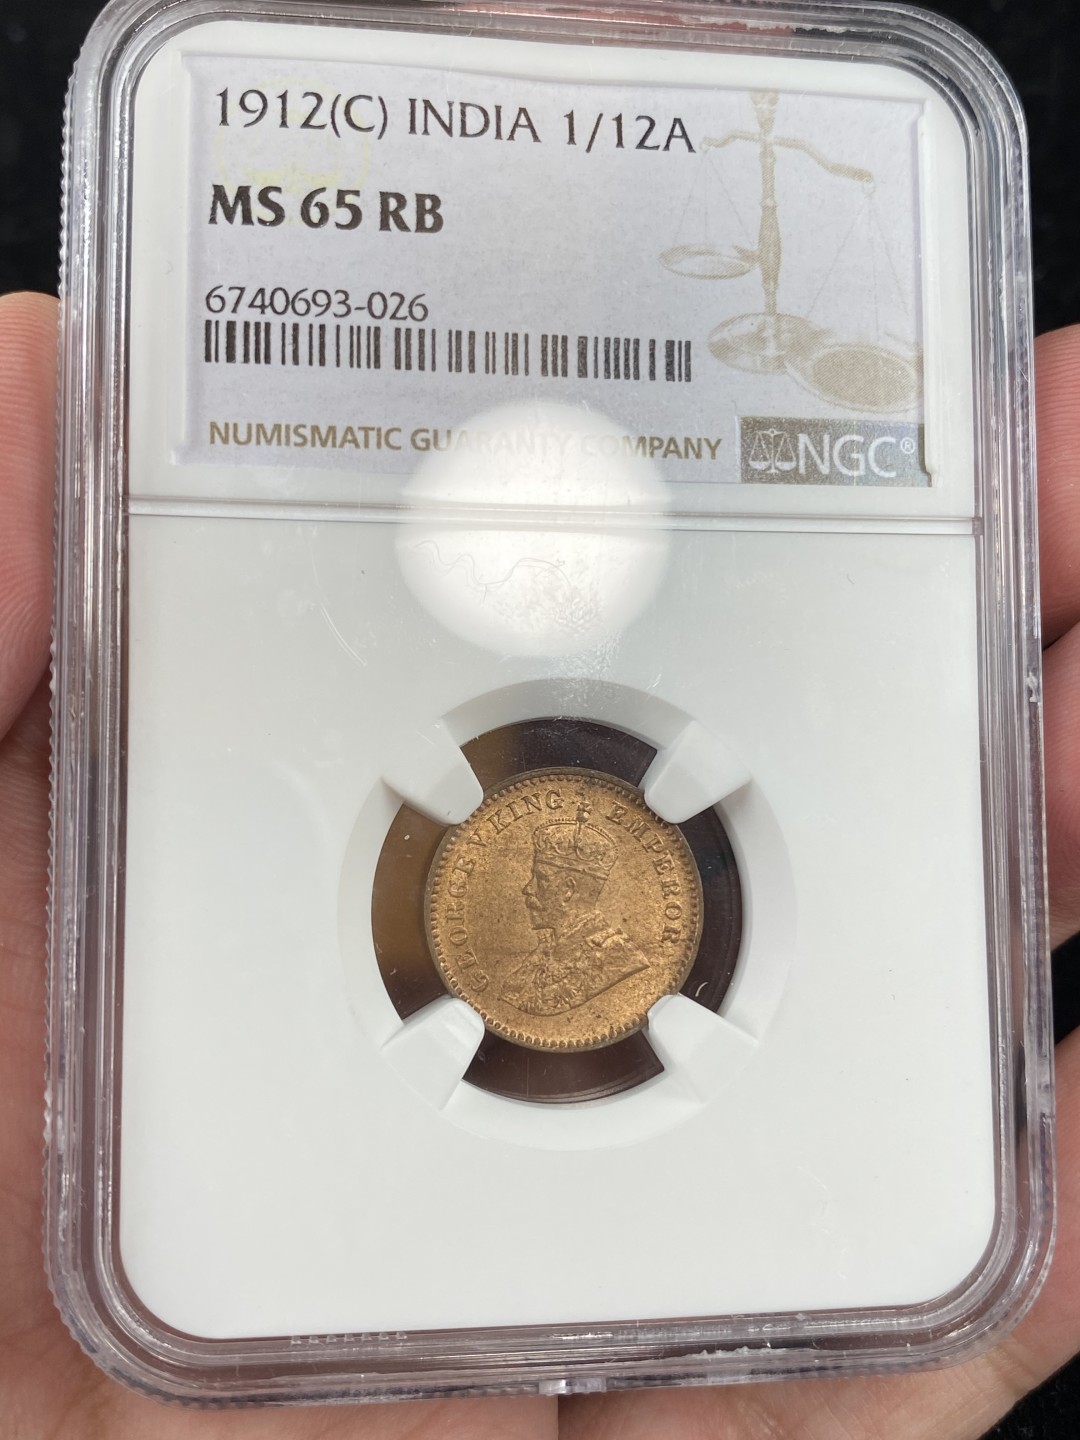 1912(C) INDIA 1/12A
MS 65 RB
6740693-026
NUMISMATIC GUARANTY COMPANY
NGC®
GEORGE V KING EMPEROR